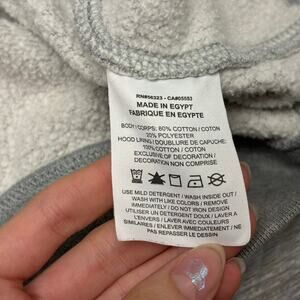 RN#56323 - CA#05553
MADE IN EGYPT
FABRIQUE EN EGYPTE
BODY / CORPS: 80% COTTON / COTON
20% POLYESTER
HOOD LINING / DOUBLURE DE CAPUCHE:
100% COTTON / COTON
EXCLUSIVE OF DECORATION /
DECORATION NON COMPRISE
USE MILD DETERGENT / WASH INSIDE OUT /
WASH WITH LIKE COLORS / REMOVE
IMMEDIATELY / DO NOT IRON DESIGN
UTILISER UN DETERGENT DOUX / LAVER A
L'ENVERS / LAVER AVEC COULEURS
SIMILAIRES / ENLEVER IMMEDIATEMENT / NE
PAS REPASSER LE DESSIN